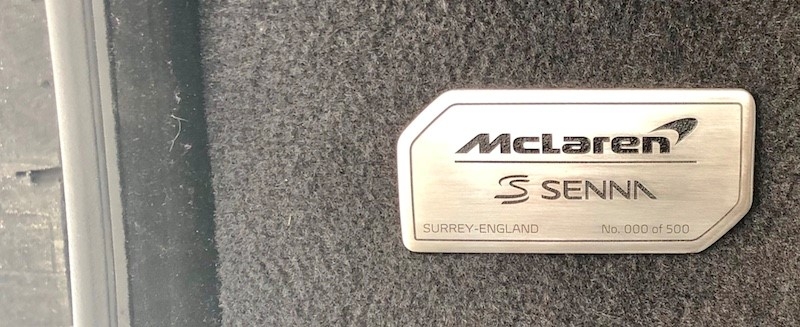 McLaren
S SENNA
SURREY-ENGLAND No. 000 of 500